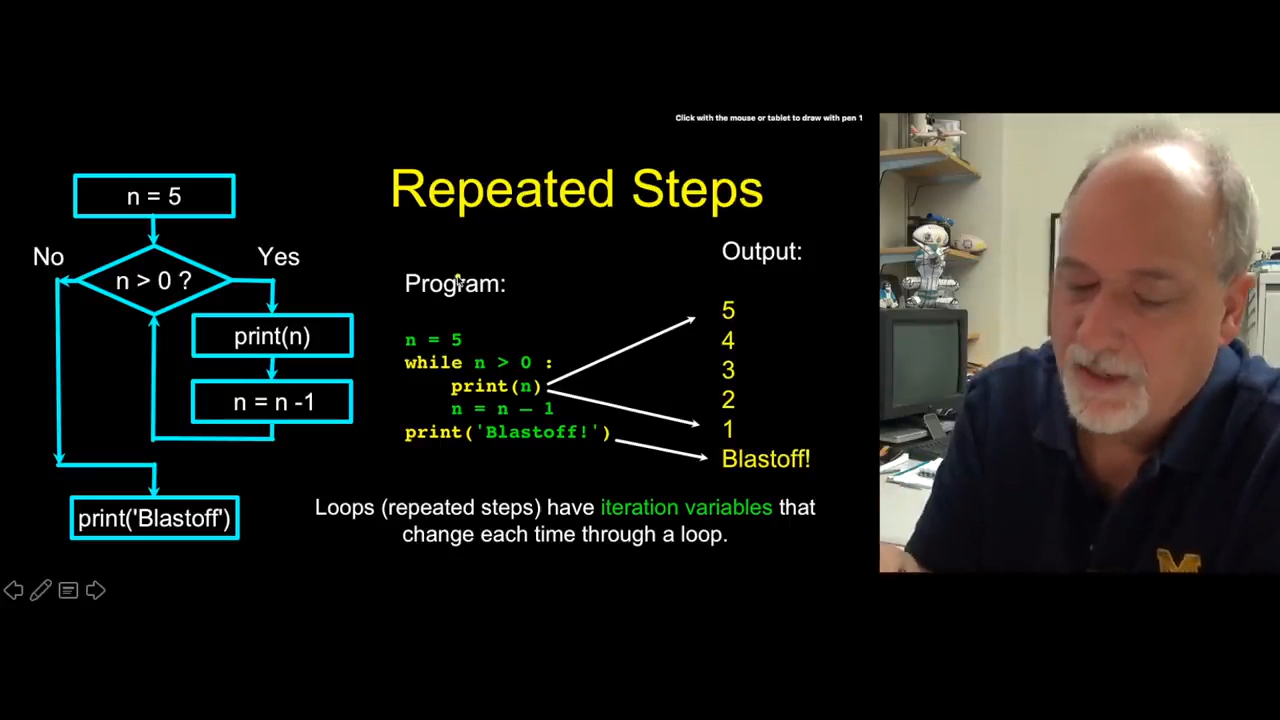 Click with the mouse or tablet to draw with pen 1
Repeated Steps
n = 5
No
Yes
n > 0 ?
print(n)
n = n -1
print('Blastoff')
Program:
n = 5
while n > 0 :
print(n)
n = n – 1
print('Blastoff!')
Output:
5
4
3
2
1
Blastoff!
Loops (repeated steps) have iteration variables that
change each time through a loop.
M